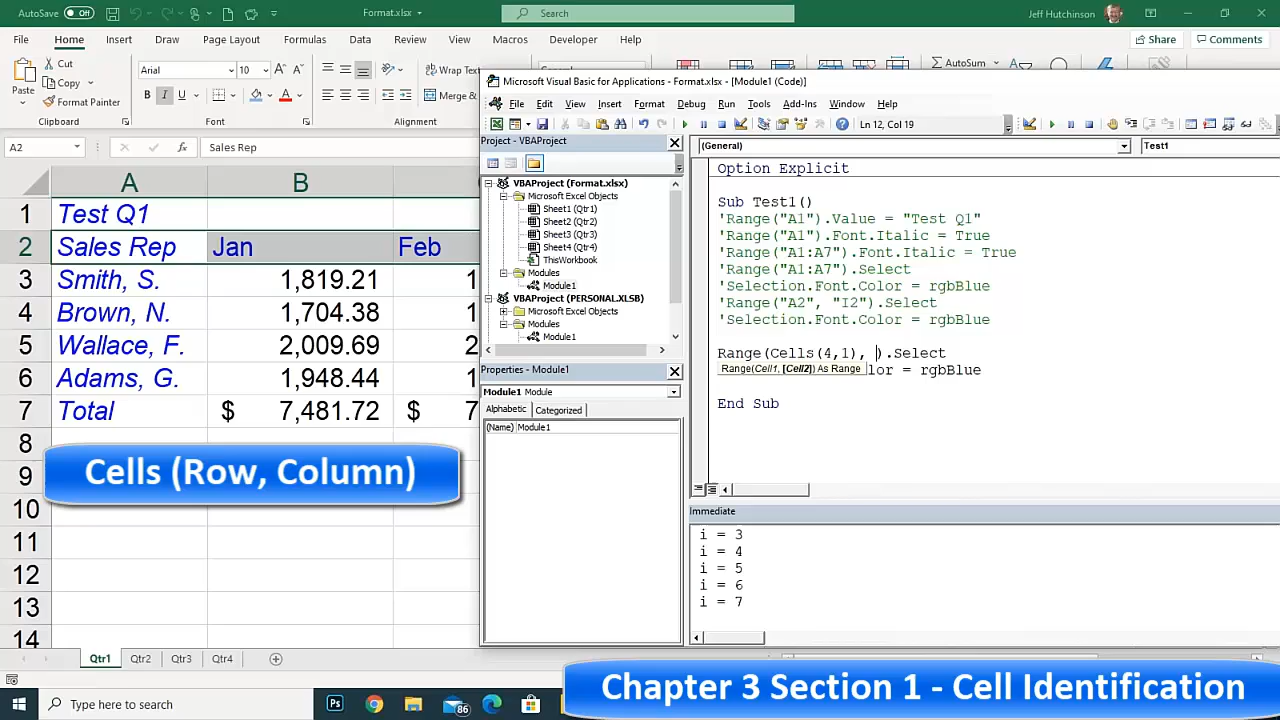 AutoSave Off
Format.xlsx
Search
Jeff Hutchinson
File Home Insert Draw Page Layout Formulas Data Review View Macros Developer Help
Share Comments
Paste
Cut
Copy
Format Painter
Clipboard
Arial 10
B I U
Font
Wrap Text
Merge &
Alignment
AutoSum
A2
Sales Rep
A B
1 Test Q1
2 Sales Rep Jan Feb
3 Smith, S. 1,819.21 1
4 Brown, N. 1,704.38 1
5 Wallace, F. 2,009.69 2
6 Adams, G. 1,948.44 1
7 Total $ 7,481.72 $ 7
8
9
10
11
12
13
14
Cells (Row, Column)
Qtr1 Qtr2 Qtr3 Qtr4
Microsoft Visual Basic for Applications - Format.xlsx - [Module1 (Code)]
File Edit View Insert Format Debug Run Tools Add-Ins Window Help
Ln 12, Col 19
Project - VBAProject
VBAProject (Format.xlsx)
Microsoft Excel Objects
Sheet1 (Qtr1)
Sheet2 (Qtr2)
Sheet3 (Qtr3)
Sheet4 (Qtr4)
ThisWorkbook
Modules
Module1
VBAProject (PERSONAL.XLSB)
Microsoft Excel Objects
Modules
Module1
Properties - Module1
Module1 Module
Alphabetic Categorized
(Name) Module1
(General) Test1
Option Explicit
Sub Test1()
'Range("A1").Value = "Test Q1"
'Range("A1").Font.Italic = True
'Range("A1:A7").Font.Italic = True
'Range("A1:A7").Select
'Selection.Font.Color = rgbBlue
'Range("A2", "I2").Select
'Selection.Font.Color = rgbBlue
Range(Cells(4,1), ).Select
Range(Cell1, [Cell2]) As Range
lor = rgbBlue
End Sub
Immediate
i = 3
i = 4
i = 5
i = 6
i = 7
Chapter 3 Section 1 - Cell Identification
Type here to search
Ps
86